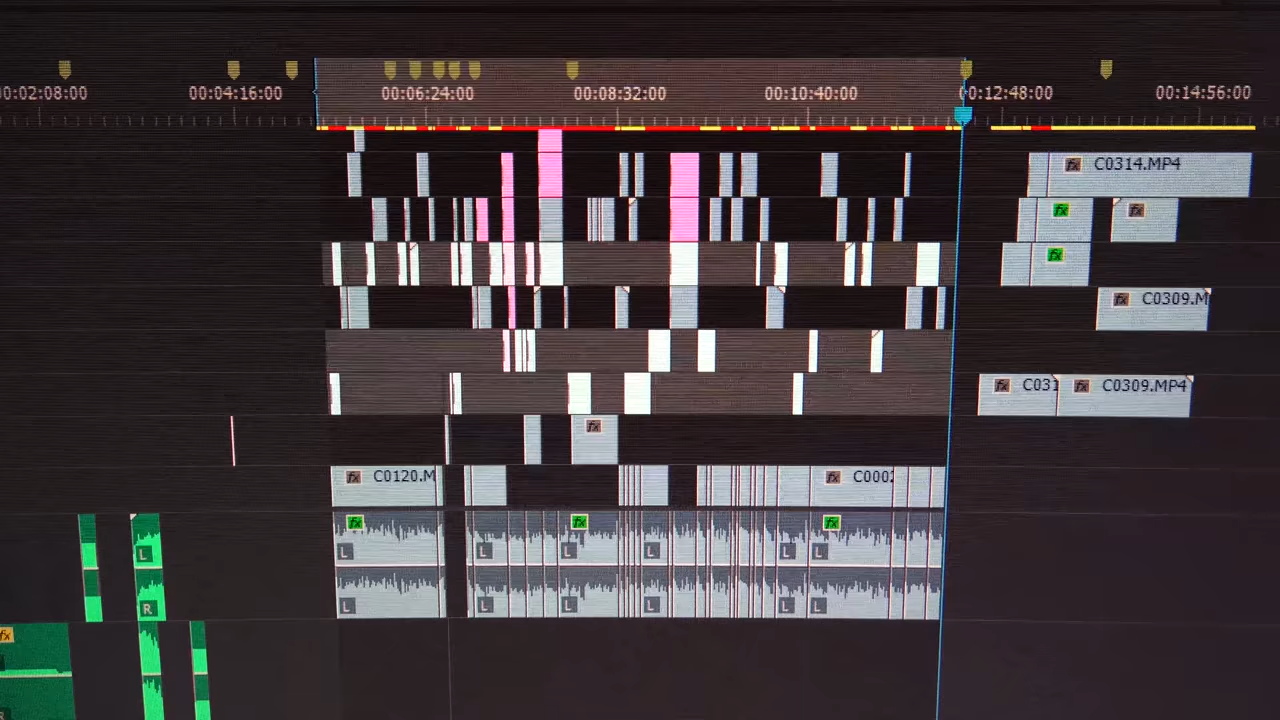 00:02:08:00 00:04:16:00 00:06:24:00 00:08:32:00 00:10:40:00 00:12:48:00 00:14:56:00
fx C0314.MP4
fx fx
fx
fx C0309.M
fx C031 fx C0309.MP4
fx
fx C0120.M fx C000
fx fx fx
L L L L L L L
R L L L L L L
fx